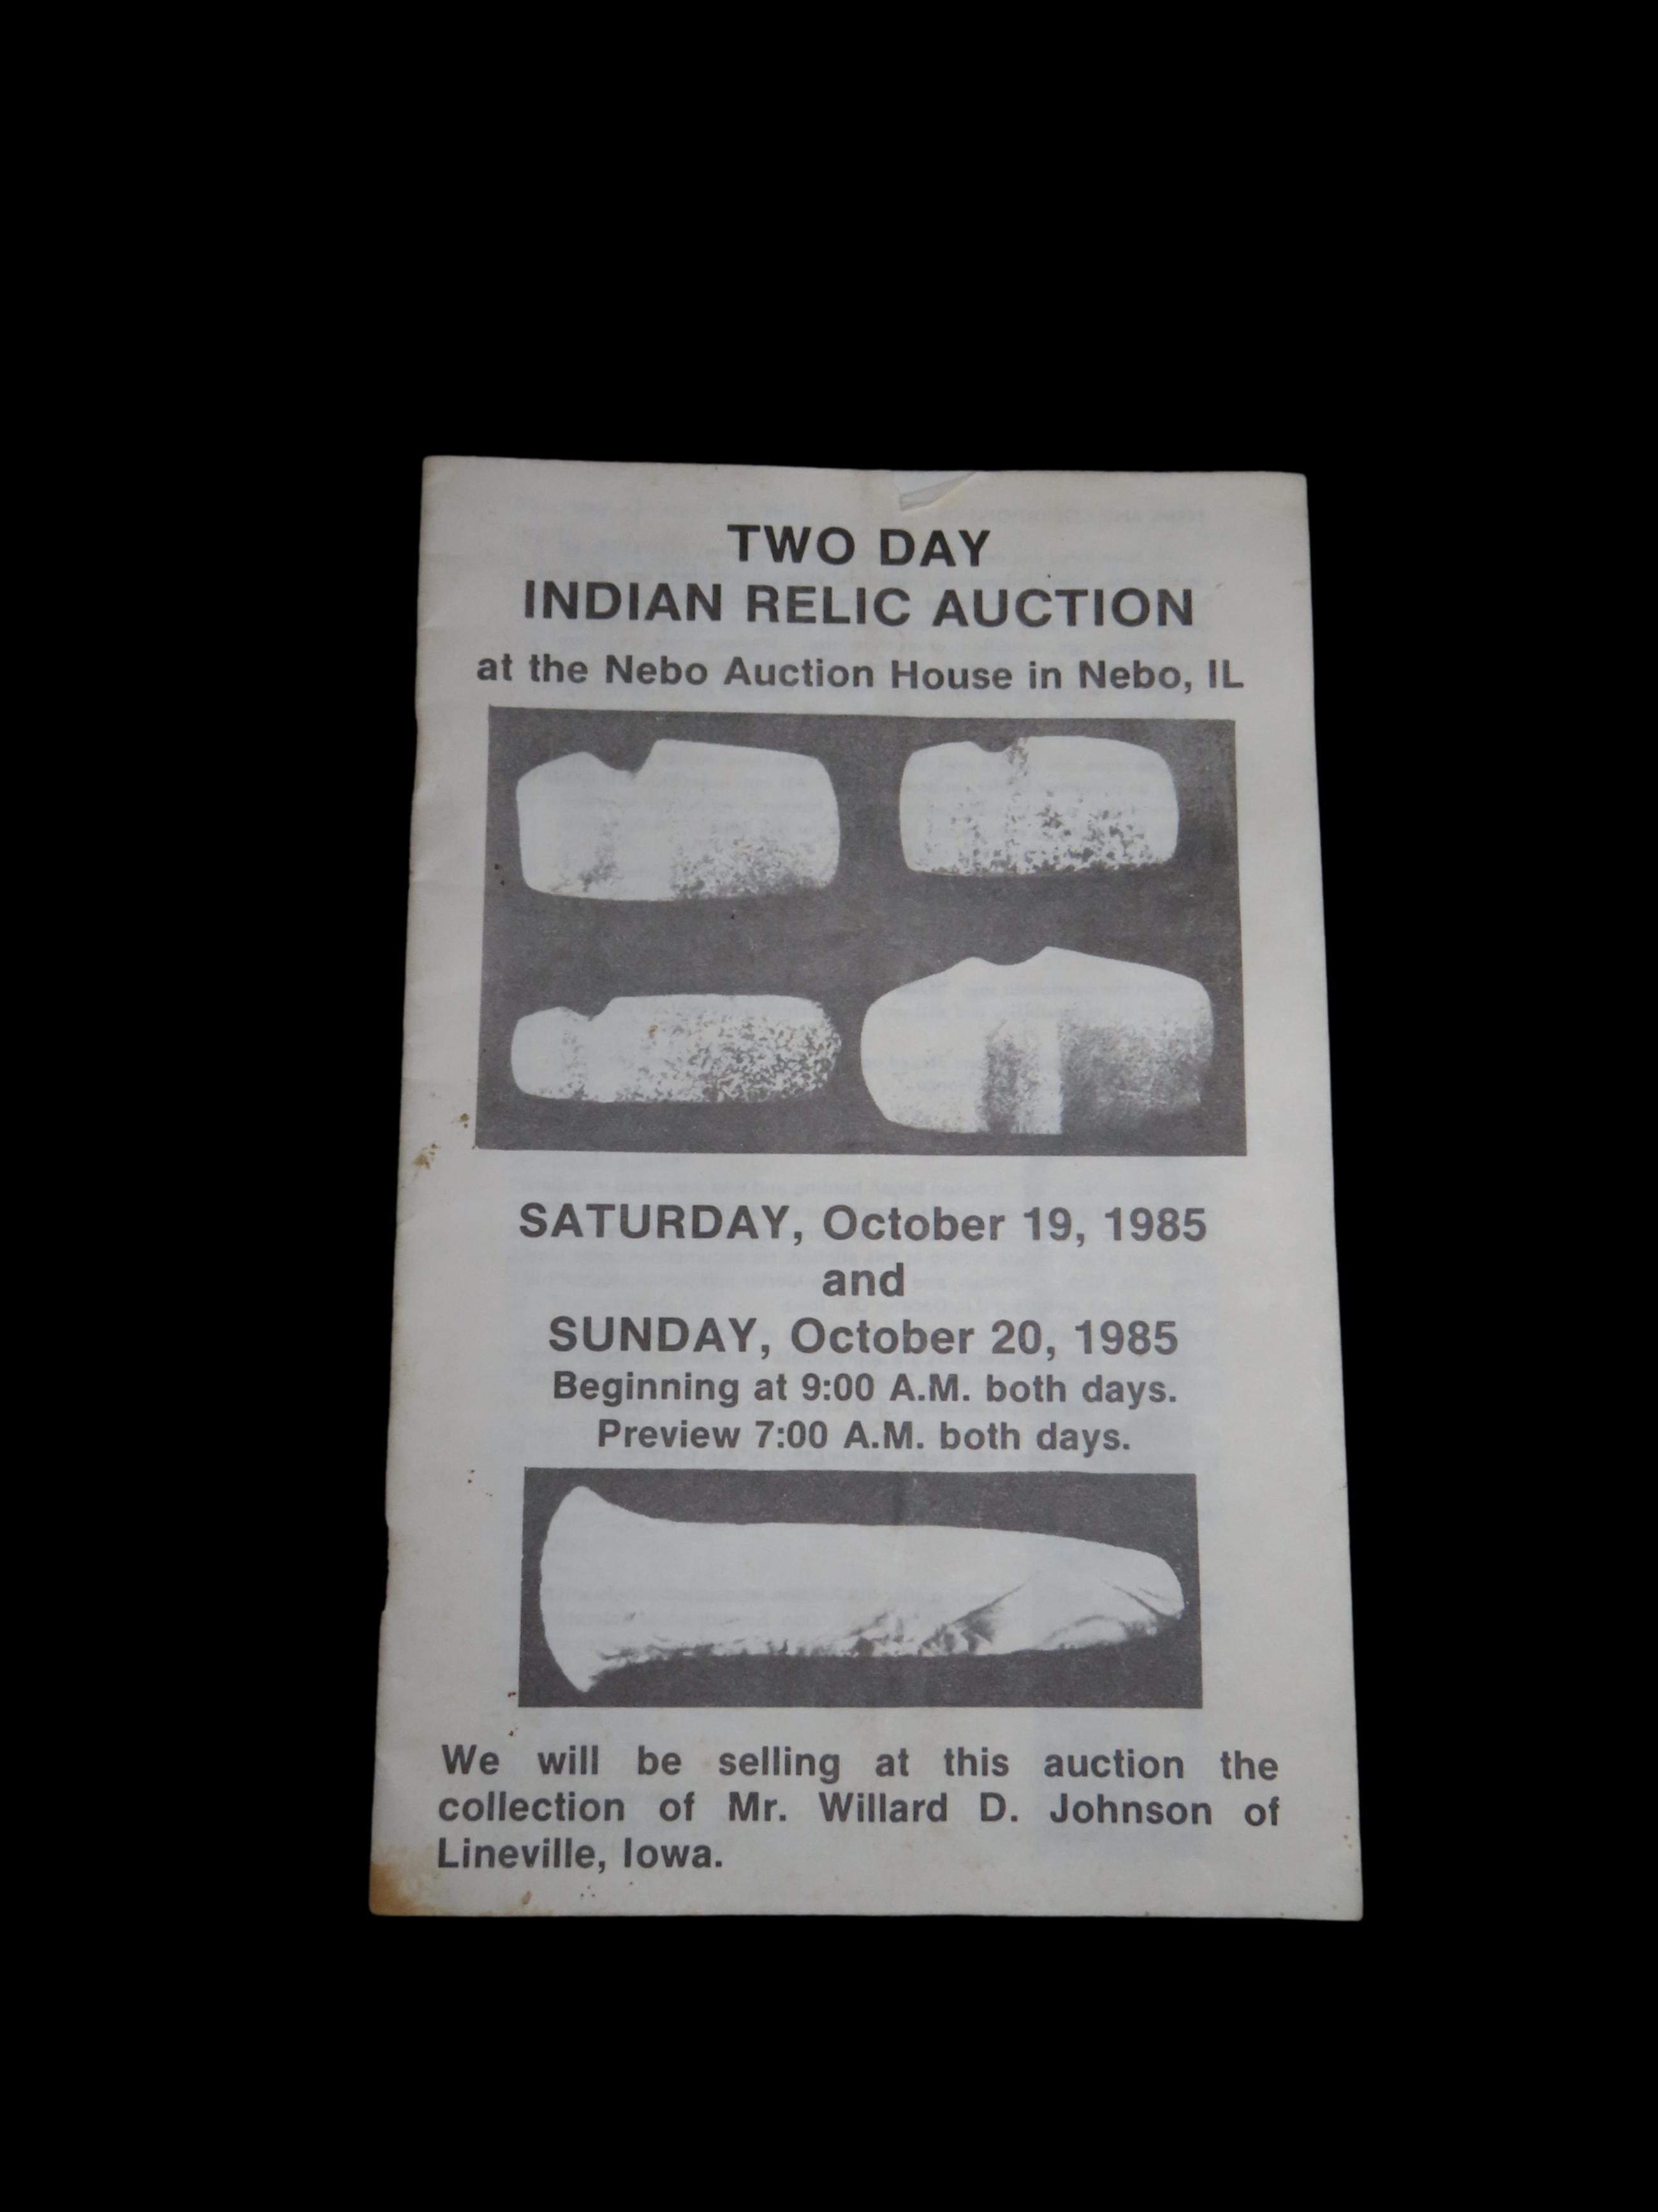 TWO DAY
INDIAN RELIC AUCTION
at the Nebo Auction House in Nebo, IL
SATURDAY, October 19, 1985
and
SUNDAY, October 20, 1985
Beginning at 9:00 A.M. both days.
Preview 7:00 A.M. both days.
We will be selling at this auction the
collection of Mr. Willard D. Johnson of
Lineville, Iowa.